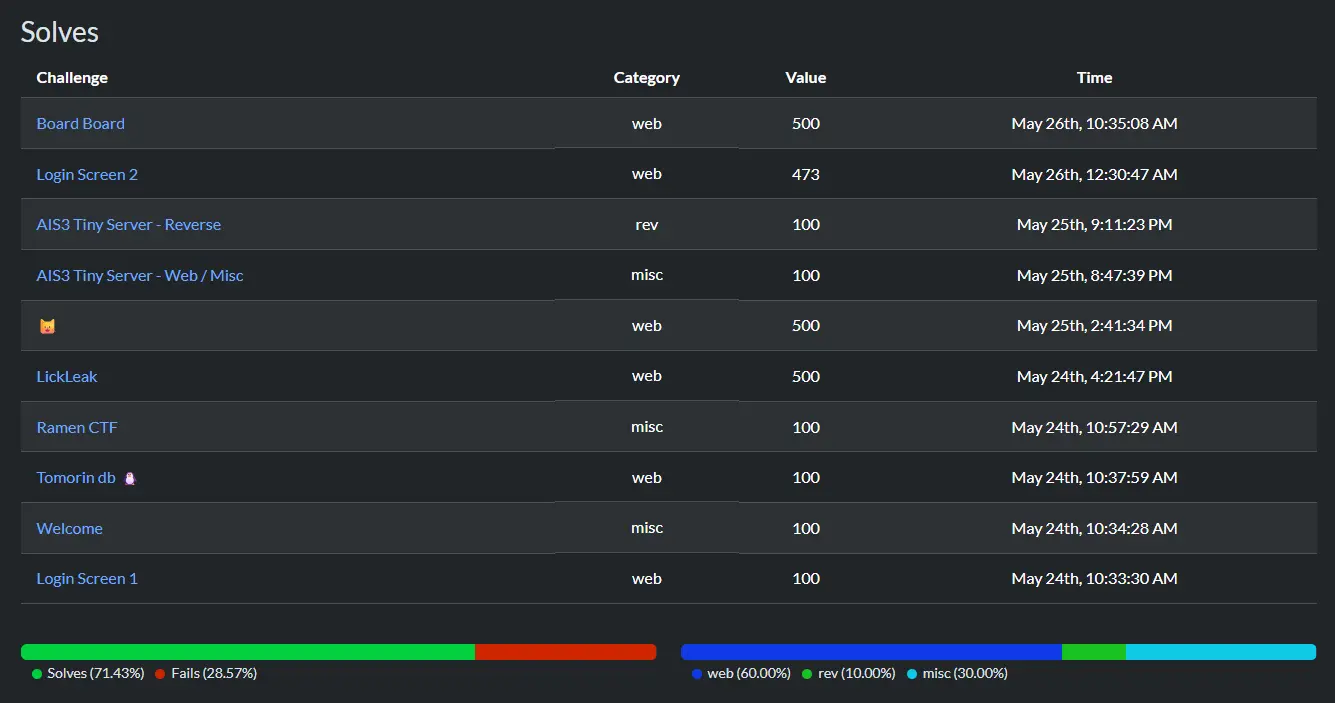 Solves
Challenge Category Value Time
Board Board web 500 May 26th, 10:35:08 AM
Login Screen 2 web 473 May 26th, 12:30:47 AM
AIS3 Tiny Server - Reverse rev 100 May 25th, 9:11:23 PM
AIS3 Tiny Server - Web / Misc misc 100 May 25th, 8:47:39 PM
web 500 May 25th, 2:41:34 PM
LickLeak web 500 May 24th, 4:21:47 PM
Ramen CTF misc 100 May 24th, 10:57:29 AM
Tomorin db 🐧 web 100 May 24th, 10:37:59 AM
Welcome misc 100 May 24th, 10:34:28 AM
Login Screen 1 web 100 May 24th, 10:33:30 AM
Solves (71.43%) Fails (28.57%) web (60.00%) rev (10.00%) misc (30.00%)